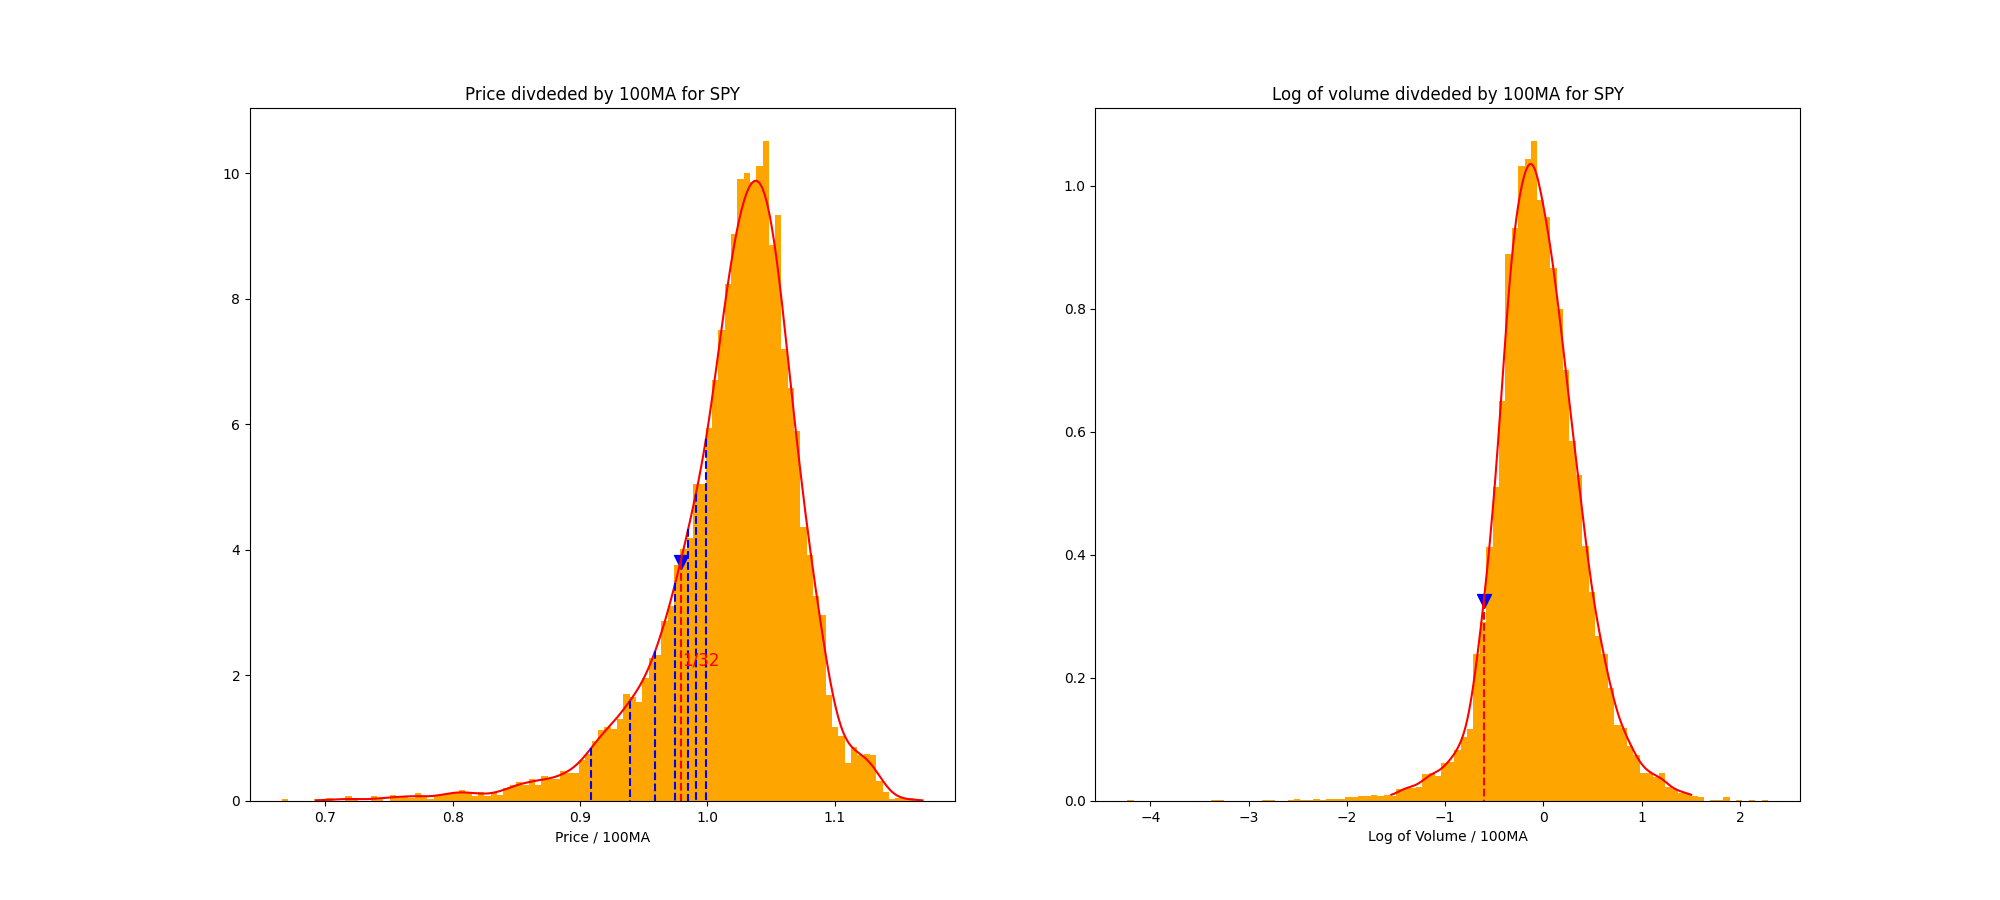 Price divdeded by 100MA for SPY
10
8
6
4
2
0
1/32
0.7 0.8 0.9 1.0 1.1
Price / 100MA
Log of volume divdeded by 100MA for SPY
1.0
0.8
0.6
0.4
0.2
0.0
−4 −3 −2 −1 0 1 2
Log of Volume / 100MA